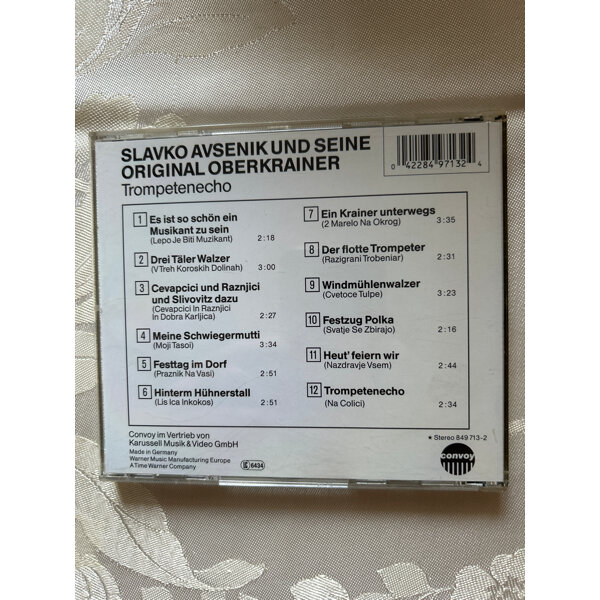 SLAVKO AVSENIK UND SEINE
ORIGINAL OBERKRAINER
Trompetenecho
0 42284 97132 4
1 Es ist so schön ein
Musikant zu sein
(Lepo Je Biti Muzikant) 2:18
2 Drei Täler Walzer
(V Treh Koroskih Dolinah) 3:00
3 Cevapcici und Raznjici
und Slivovitz dazu
(Cevapcici In Raznjici
In Dobra Karljica) 2:27
4 Meine Schwiegermutti
(Moji Tasoi) 3:34
5 Festtag im Dorf
(Praznik Na Vasi) 2:51
6 Hinterm Hühnerstall
(Lis Ica Inkokos) 2:51
7 Ein Krainer unterwegs
(2 Marelo Na Okrog) 3:35
8 Der flotte Trompeter
(Razigrani Trobeniar) 2:31
9 Windmühlenwalzer
(Cvetoce Tulpe) 3:23
10 Festzug Polka
(Svatje Se Zbirajo) 2:16
11 Heut' feiern wir
(Nazdravje Vsem) 2:44
12 Trompetenecho
(Na Colici) 2:34
Convoy im Vertrieb von
Karussell Musik & Video GmbH
Made in Germany
Warner Music Manufacturing Europe
A Time Warner Company
6434
★ Stereo 849 713-2
convoy